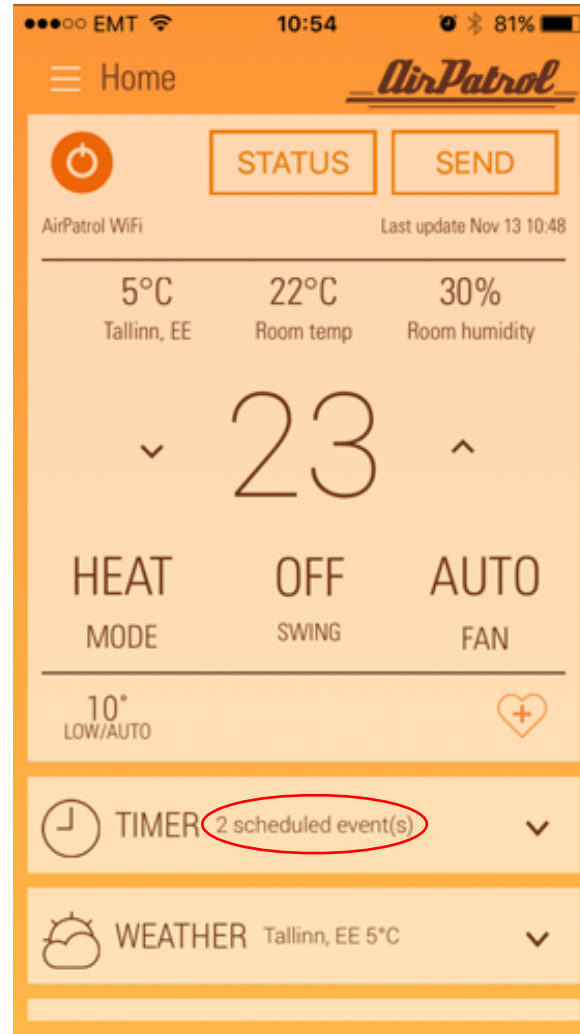 EMT 10:54 81%
Home AirPatrol
STATUS SEND
AirPatrol WiFi Last update Nov 13 10:48
5°C 22°C 30%
Tallinn, EE Room temp Room humidity
23
HEAT OFF AUTO
MODE SWING FAN
10°
LOW/AUTO
TIMER 2 scheduled event(s)
WEATHER Tallinn, EE 5°C